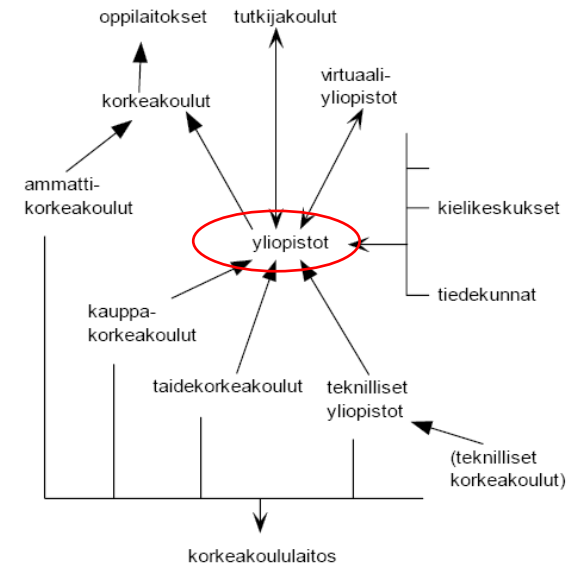 oppilaitokset
tutkijakoulut
virtuaali-
yliopistot
korkeakoulut
ammatti-
korkeakoulut
kielikeskukset
yliopistot
tiedekunnat
kauppa-
korkeakoulut
taidekorkeakoulut
teknilliset
yliopistot
(teknilliset
korkeakoulut)
korkeakoululaitos